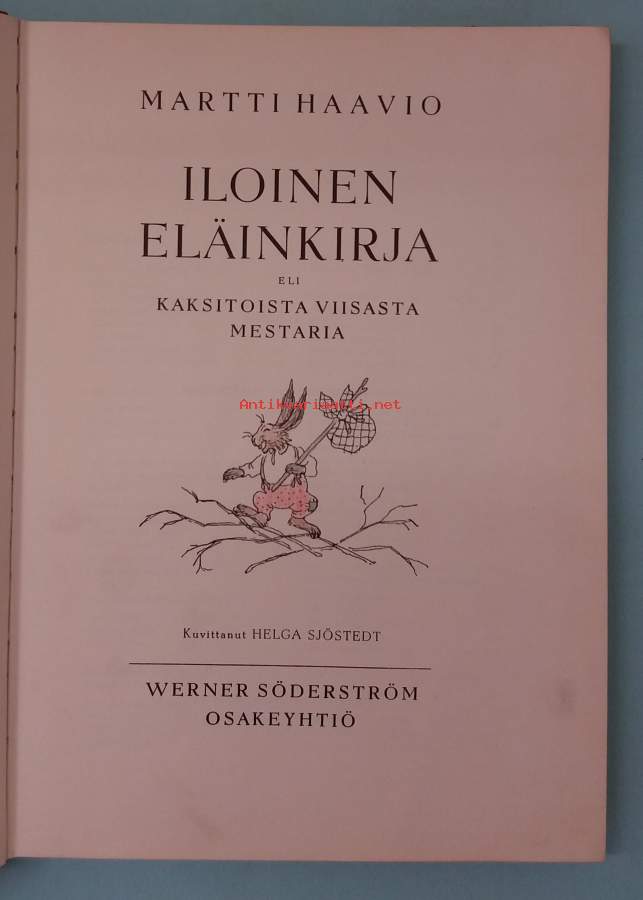 MARTTI HAAVIO
ILOINEN
ELÄINKIRJA
ELI
KAKSITOISTA VIISASTA
MESTARIA
Antikvariaatti.net
Kuvittanut HELGA SJÖSTEDT
WERNER SÖDERSTRÖM
OSAKEYHTIÖ